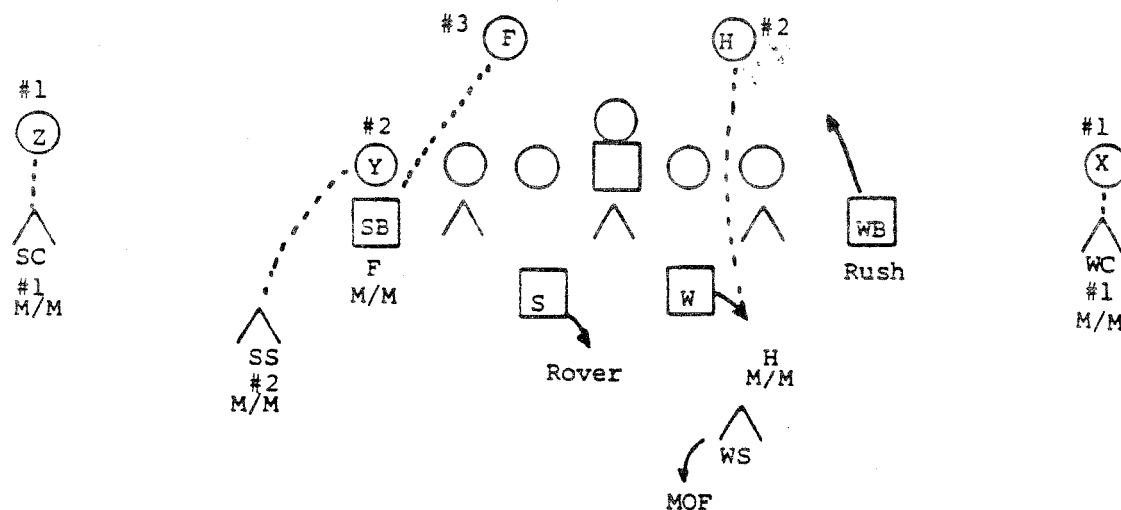 #3 F
H #2
#1
Z
#1
X
#2
Y
SB
F
M/M
WB
Rush
SC
#1
M/M
WC
#1
M/M
S
W
Rover
H
M/M
SS
#2
M/M
WS
MOF